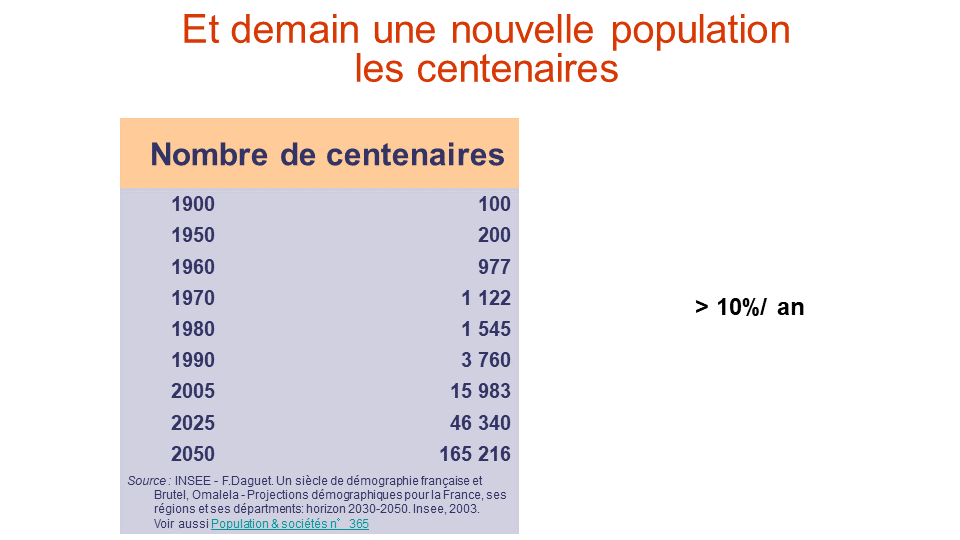 Et demain une nouvelle population
les centenaires
Nombre de centenaires
1900 100
1950 200
1960 977
1970 1 122
1980 1 545
1990 3 760
2005 15 983
2025 46 340
2050 165 216
> 10%/ an
Source : INSEE - F.Daguet. Un siècle de démographie française et
Brutel, Omalela - Projections démographiques pour la France, ses
régions et ses départments: horizon 2030-2050. Insee, 2003.
Voir aussi Population & sociétés n° 365